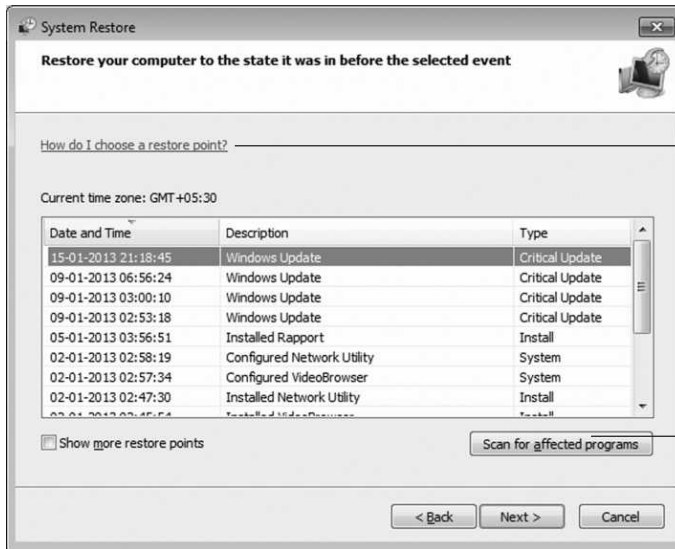 System Restore
Restore your computer to the state it was in before the selected event
How do I choose a restore point?
Current time zone: GMT+05:30
Date and Time Description Type
15-01-2013 21:18:45 Windows Update Critical Update
09-01-2013 06:56:24 Windows Update Critical Update
09-01-2013 03:00:10 Windows Update Critical Update
09-01-2013 02:53:18 Windows Update Critical Update
05-01-2013 03:56:51 Installed Rapport Install
02-01-2013 02:58:19 Configured Network Utility System
02-01-2013 02:57:34 Configured VideoBrowser System
02-01-2013 02:47:30 Installed Network Utility Install
Show more restore points
Scan for affected programs
< Back Next > Cancel